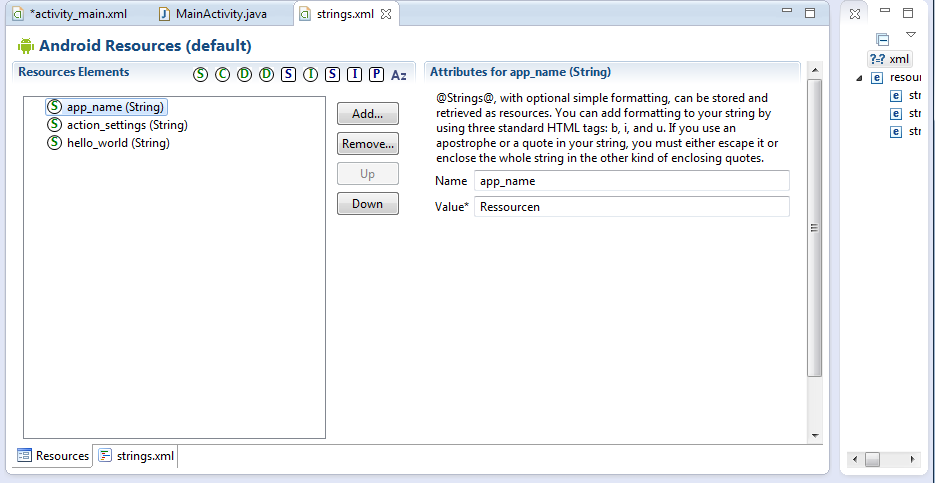 *activity_main.xml MainActivity.java strings.xml
Android Resources (default)
Resources Elements S C D D S I S I P Az
S app_name (String)
S action_settings (String)
S hello_world (String)
Add...
Remove...
Up
Down
Attributes for app_name (String)
@Strings@, with optional simple formatting, can be stored and
retrieved as resources. You can add formatting to your string by
using three standard HTML tags: b, i, and u. If you use an
apostrophe or a quote in your string, you must either escape it or
enclose the whole string in the other kind of enclosing quotes.
Name app_name
Value* Ressourcen
Resources strings.xml
?=? xml
e resour
e str
e str
e str